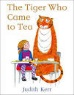 The Tiger Who
Came to Tea
Judith Kerr